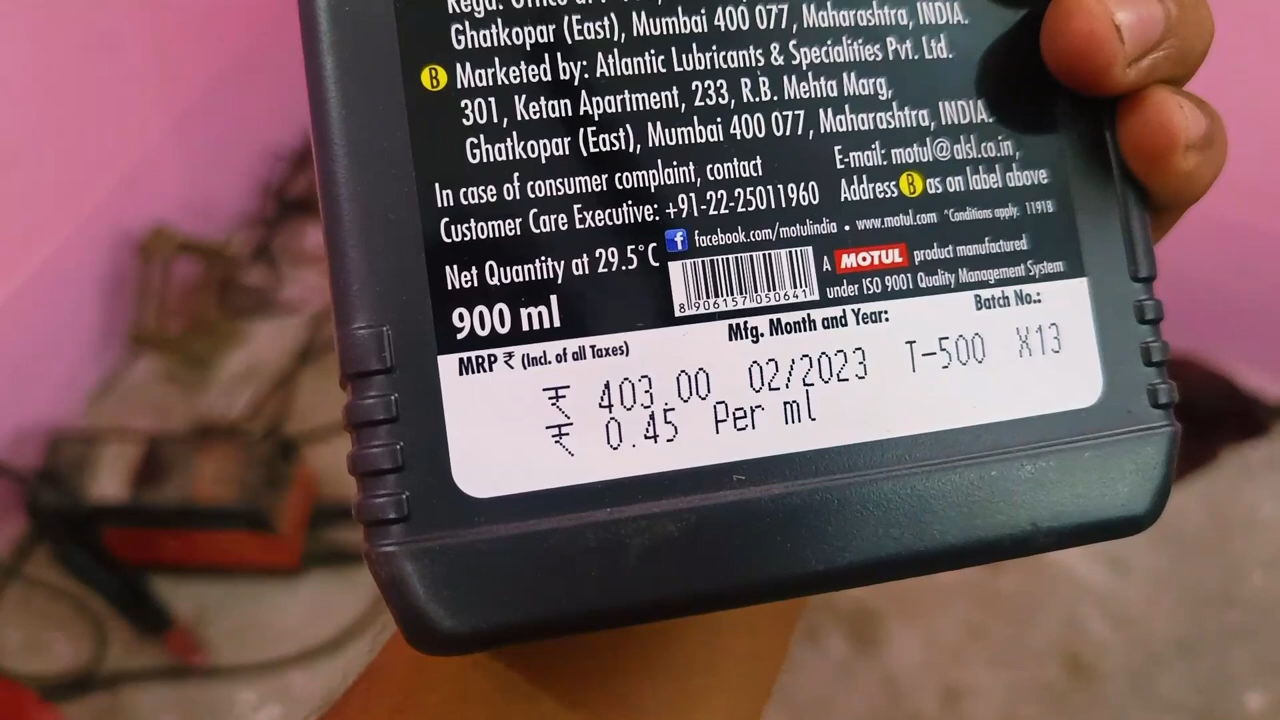 Regd. Office at
Ghatkopar (East), Mumbai 400 077, Maharashtra, INDIA.
B Marketed by: Atlantic Lubricants & Specialities Pvt. Ltd.
301, Ketan Apartment, 233, R.B. Mehta Marg,
Ghatkopar (East), Mumbai 400 077, Maharashtra, INDIA.
In case of consumer complaint, contact
Customer Care Executive: +91-22-25011960
E-mail: motul@alsl.co.in,
Address B as on label above
f facebook.com/motulindia • www.motul.com *Conditions apply. 1191B
Net Quantity at 29.5°C
900 ml
8 906157 050641
A MOTUL product manufactured
under ISO 9001 Quality Management System
MRP ₹ (Incl. of all Taxes) Mfg. Month and Year: Batch No.:
₹ 403.00 02/2023 T-500 X13
₹ 0.45 Per ml